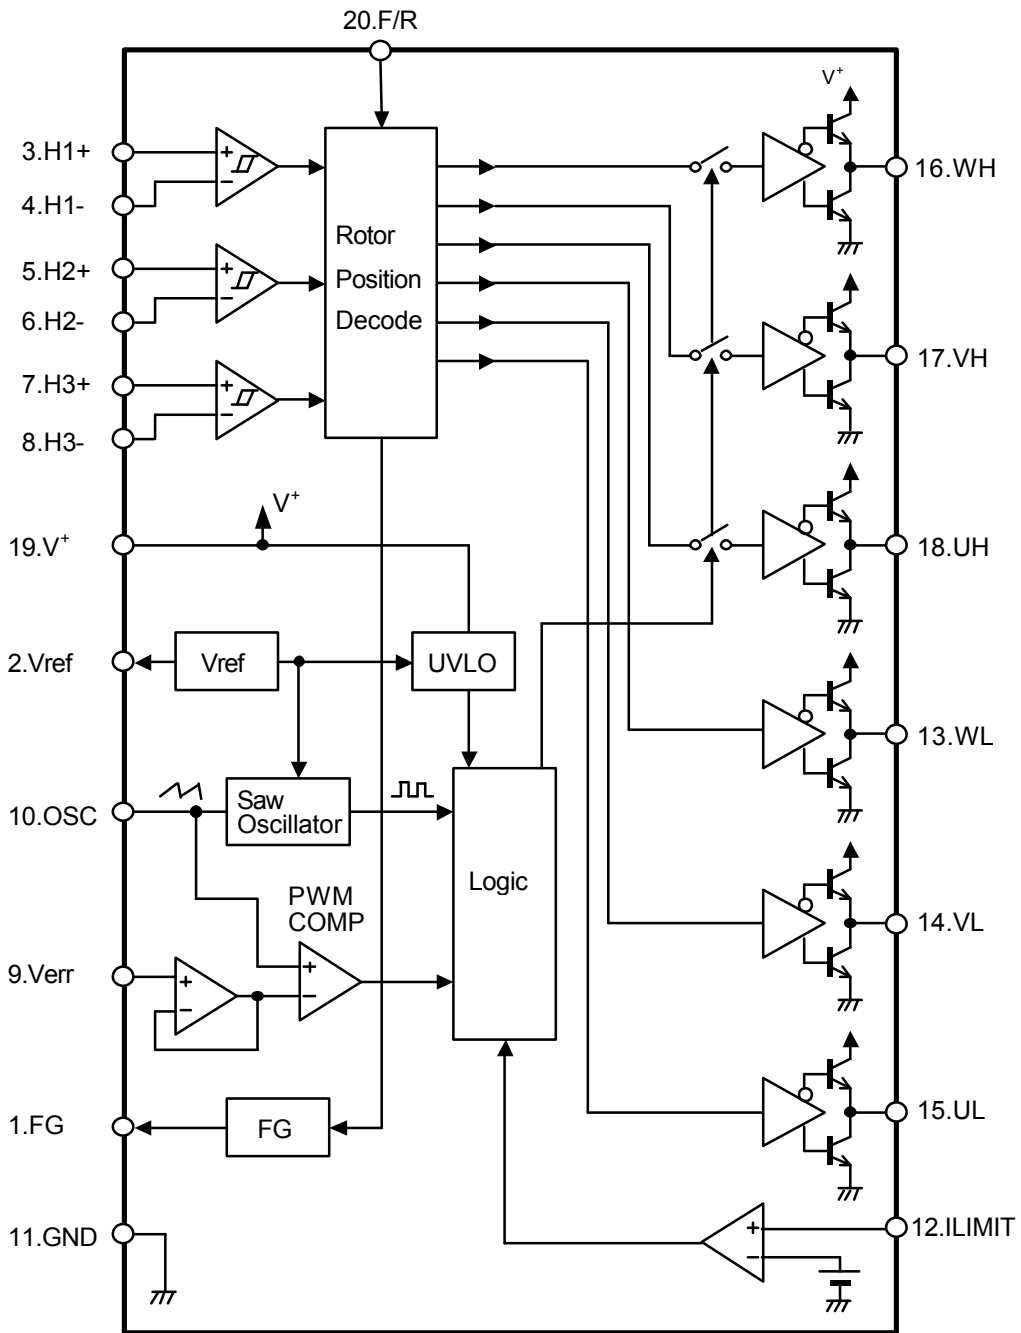 20.F/R
V+
3.H1+
4.H1-
5.H2+
6.H2-
7.H3+
8.H3-
+
−
+
−
+
−
Rotor
Position
Decode
16.WH
17.VH
18.UH
V+
19.V+
2.Vref
Vref
UVLO
13.WL
10.OSC
Saw
Oscillator
Logic
PWM
COMP
14.VL
9.Verr
+
−
+
−
1.FG
FG
15.UL
11.GND
12.ILIMIT
+
−